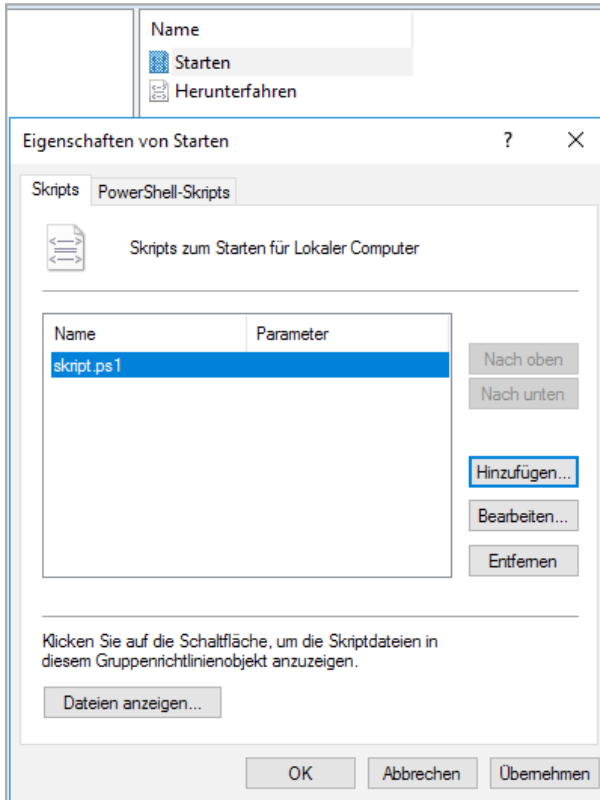 Name
Starten
Herunterfahren
Eigenschaften von Starten ?
Skripts PowerShell-Skripts
Skripts zum Starten für Lokaler Computer
Name Parameter
skript.ps1
Nach oben
Nach unten
Hinzufügen...
Bearbeiten...
Entfernen
Klicken Sie auf die Schaltfläche, um die Skriptdateien in
diesem Gruppenrichtlinienobjekt anzuzeigen.
Dateien anzeigen...
OK Abbrechen Übernehmen